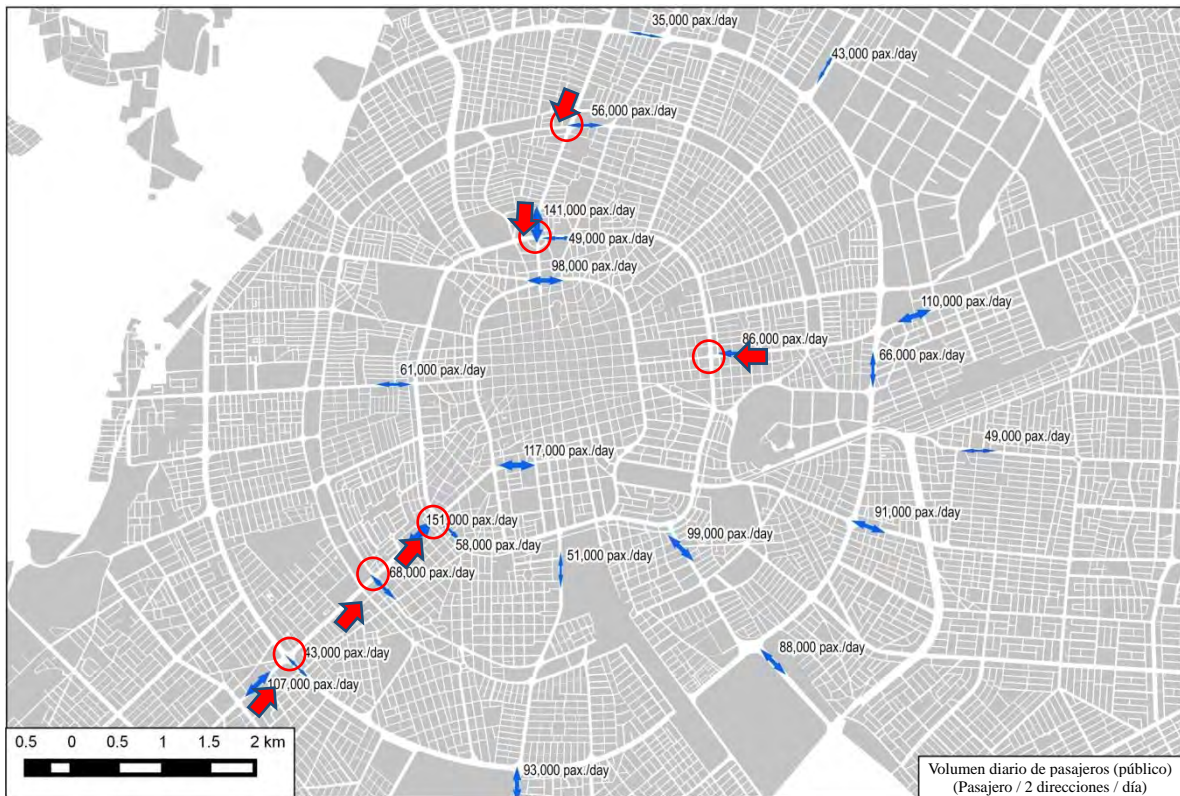 35,000 pax./day
43,000 pax./day
56,000 pax./day
141,000 pax./day
49,000 pax./day
98,000 pax./day
110,000 pax./day
86,000 pax./day
66,000 pax./day
61,000 pax./day
49,000 pax./day
117,000 pax./day
151,000 pax./day
91,000 pax./day
58,000 pax./day
51,000 pax./day
99,000 pax./day
68,000 pax./day
43,000 pax./day
88,000 pax./day
107,000 pax./day
0.5 0 0.5 1 1.5 2 km
93,000 pax./day
Volumen diario de pasajeros (público)
(Pasajero / 2 direcciones / día)